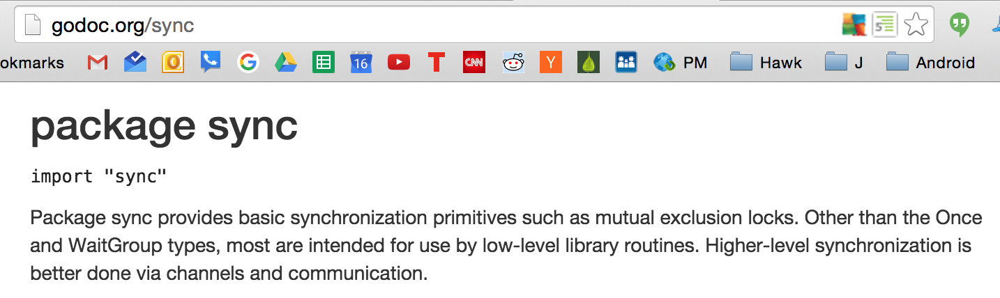 godoc.org/sync
okmarks 16 T CNN Y PM Hawk J Android
package sync
import "sync"
Package sync provides basic synchronization primitives such as mutual exclusion locks. Other than the Once
and WaitGroup types, most are intended for use by low-level library routines. Higher-level synchronization is
better done via channels and communication.